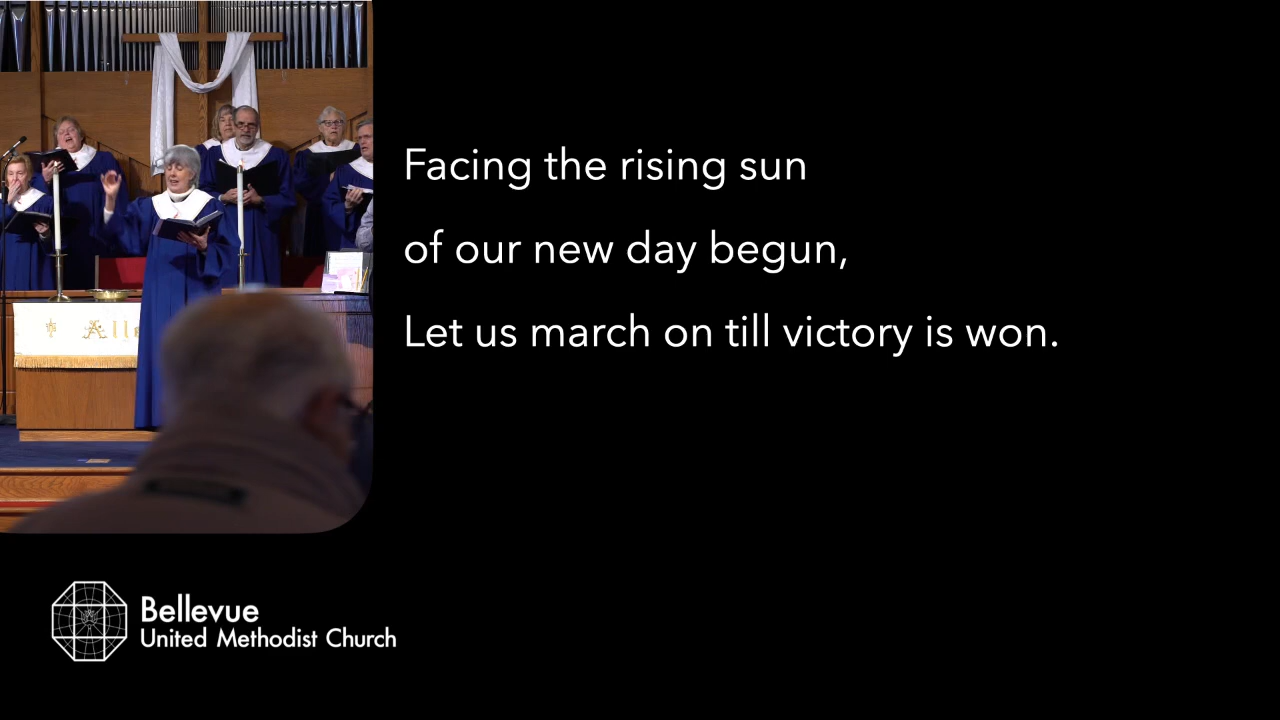 Facing the rising sun
of our new day begun,
Let us march on till victory is won.
Bellevue
United Methodist Church